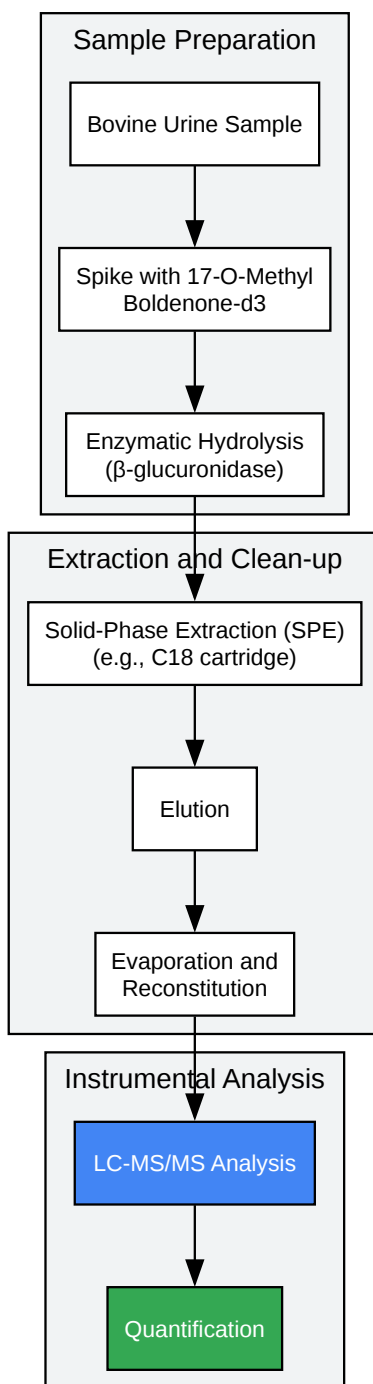 Sample Preparation
Bovine Urine Sample
Spike with 17-O-Methyl
Boldenone-d3
Enzymatic Hydrolysis
(β-glucuronidase)
Extraction and Clean-up
Solid-Phase Extraction (SPE)
(e.g., C18 cartridge)
Elution
Evaporation and
Reconstitution
Instrumental Analysis
LC-MS/MS Analysis
Quantification